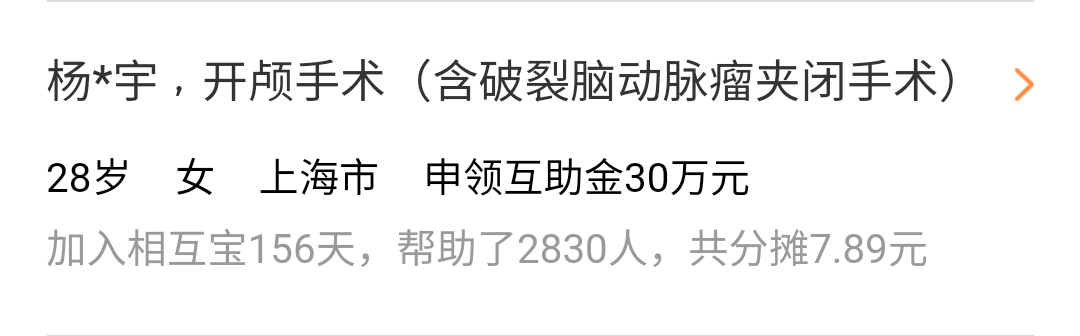 杨*宇，开颅手术（含破裂脑动脉瘤夹闭手术）
28岁 女 上海市 申领互助金30万元
加入相互宝156天，帮助了2830人，共分摊7.89元